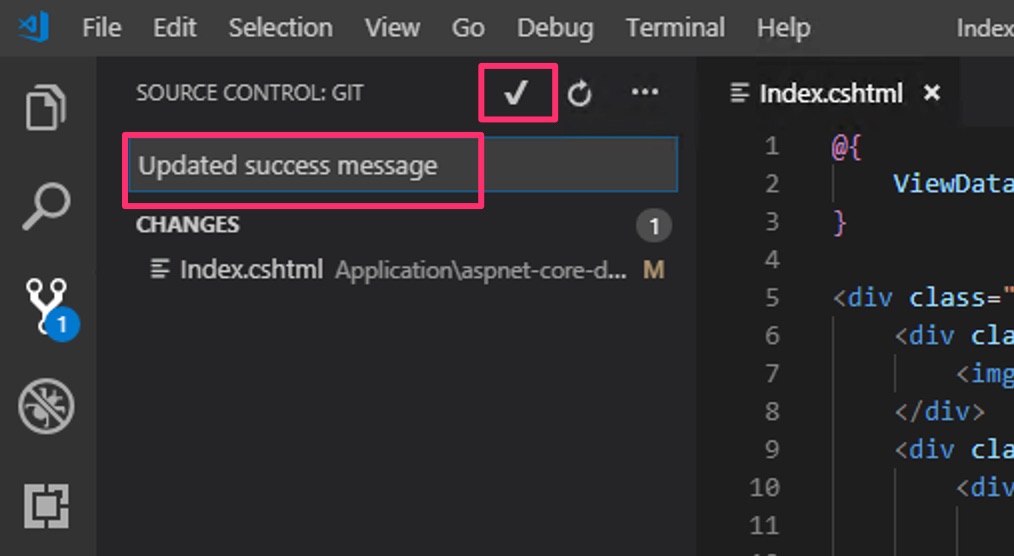 File Edit Selection View Go Debug Terminal Help Index
SOURCE CONTROL: GIT
Updated success message
CHANGES 1
Index.cshtml Application\aspnet-core-d... M
1
Index.cshtml
1 @{
2 ViewData
3 }
4
5 <div class="
6 <div cla
7 <img
8 </div>
9 <div cla
10 <div
11